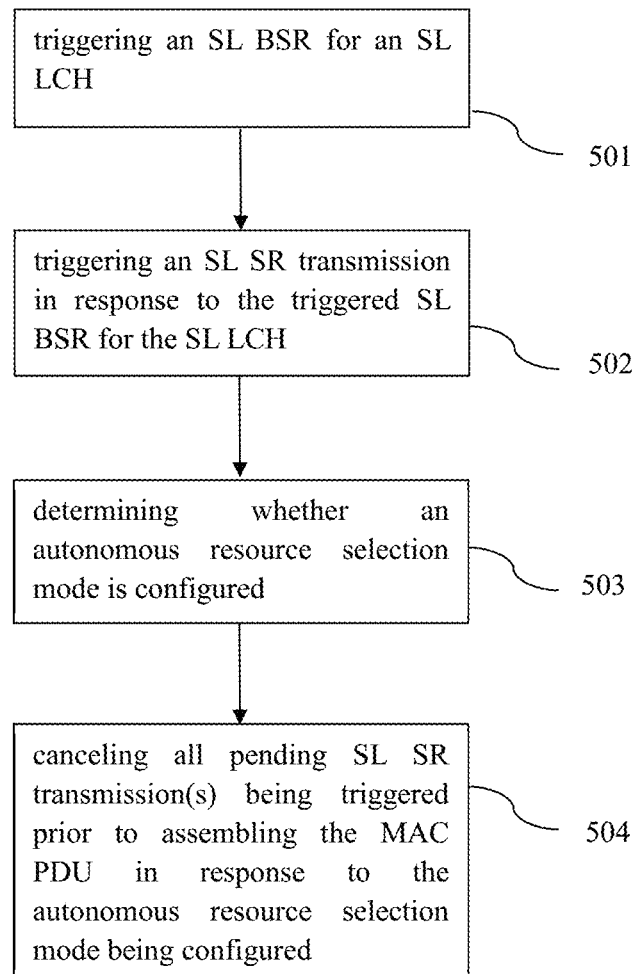 triggering an SL BSR for an SL
LCH
501
triggering an SL SR transmission
in response to the triggered SL
BSR for the SL LCH
502
determining whether an
autonomous resource selection
mode is configured
503
canceling all pending SL SR
transmission(s) being triggered
prior to assembling the MAC
PDU in response to the
autonomous resource selection
mode being configured
504